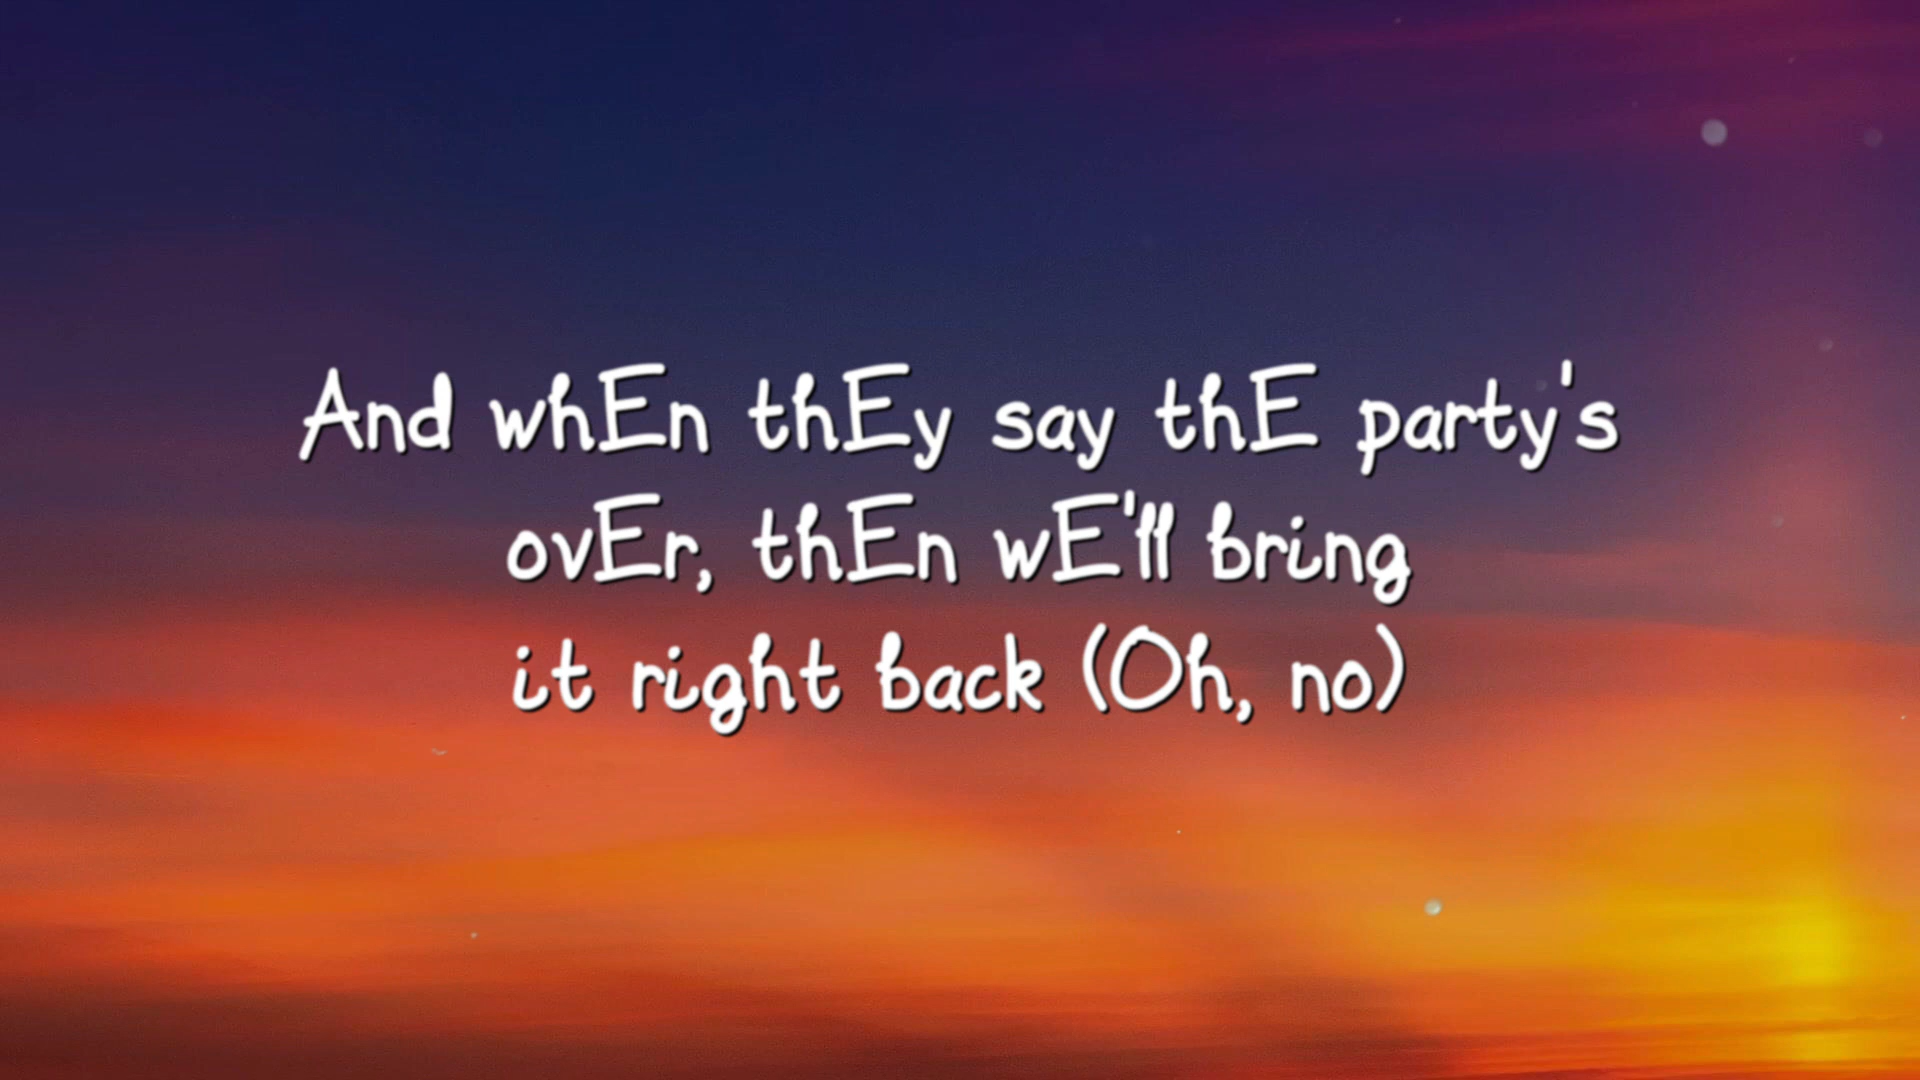 And whEn thEy say thE party's
ovEr, thEn wE'll bring
it right back (Oh, no)